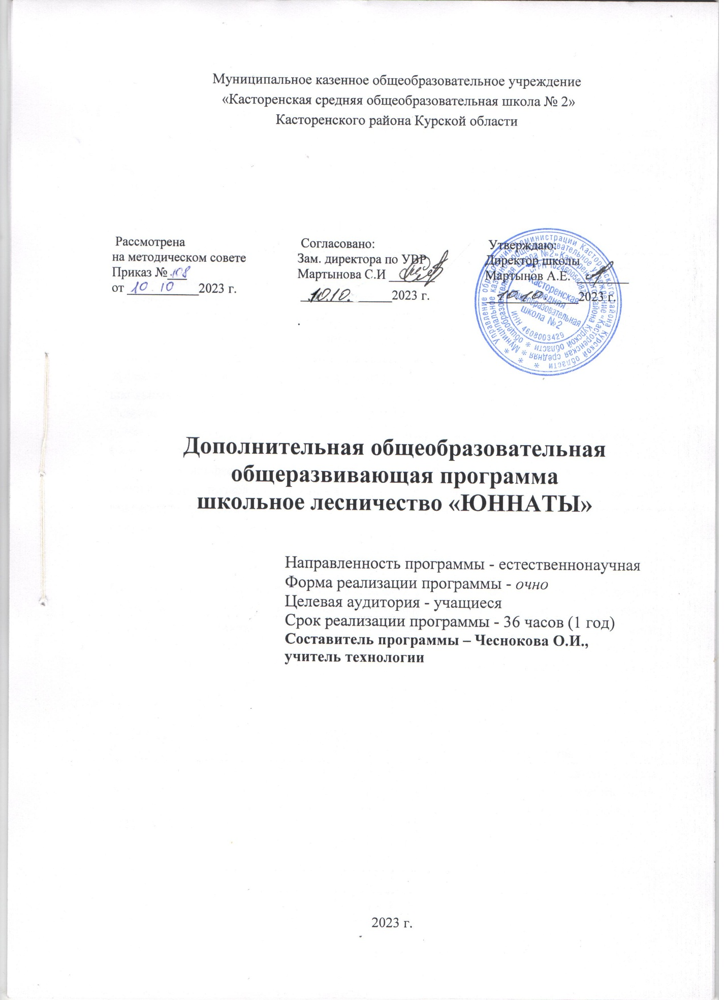 Муниципальное казенное общеобразовательное учреждение
«Касторенская средняя общеобразовательная школа № 2»
Касторенского района Курской области
Рассмотрена
на методическом совете
Приказ № 108
от 10.10 2023 г.
Согласовано:
Зам. директора по УВР
Мартынова С.И
10.10. 2023 г.
.
Утверждаю:
Директор школы
Мартынов А.Е.
10.10. 2023 г.
Управление образования администрации Касторенского района Курской области
Муниципальное казенное общеобразовательное учреждение «Касторенская средняя
общеобразовательная школа №2» Касторенского района Курской области
Касторенская
средняя
общеобразовательная
школа №2
ИНН 4608003429
Дополнительная общеобразовательная
общеразвивающая программа
школьное лесничество «ЮННАТЫ»
Направленность программы - естественнонаучная
Форма реализации программы - очно
Целевая аудитория - учащиеся
Срок реализации программы - 36 часов (1 год)
Составитель программы – Чеснокова О.И.,
учитель технологии
2023 г.